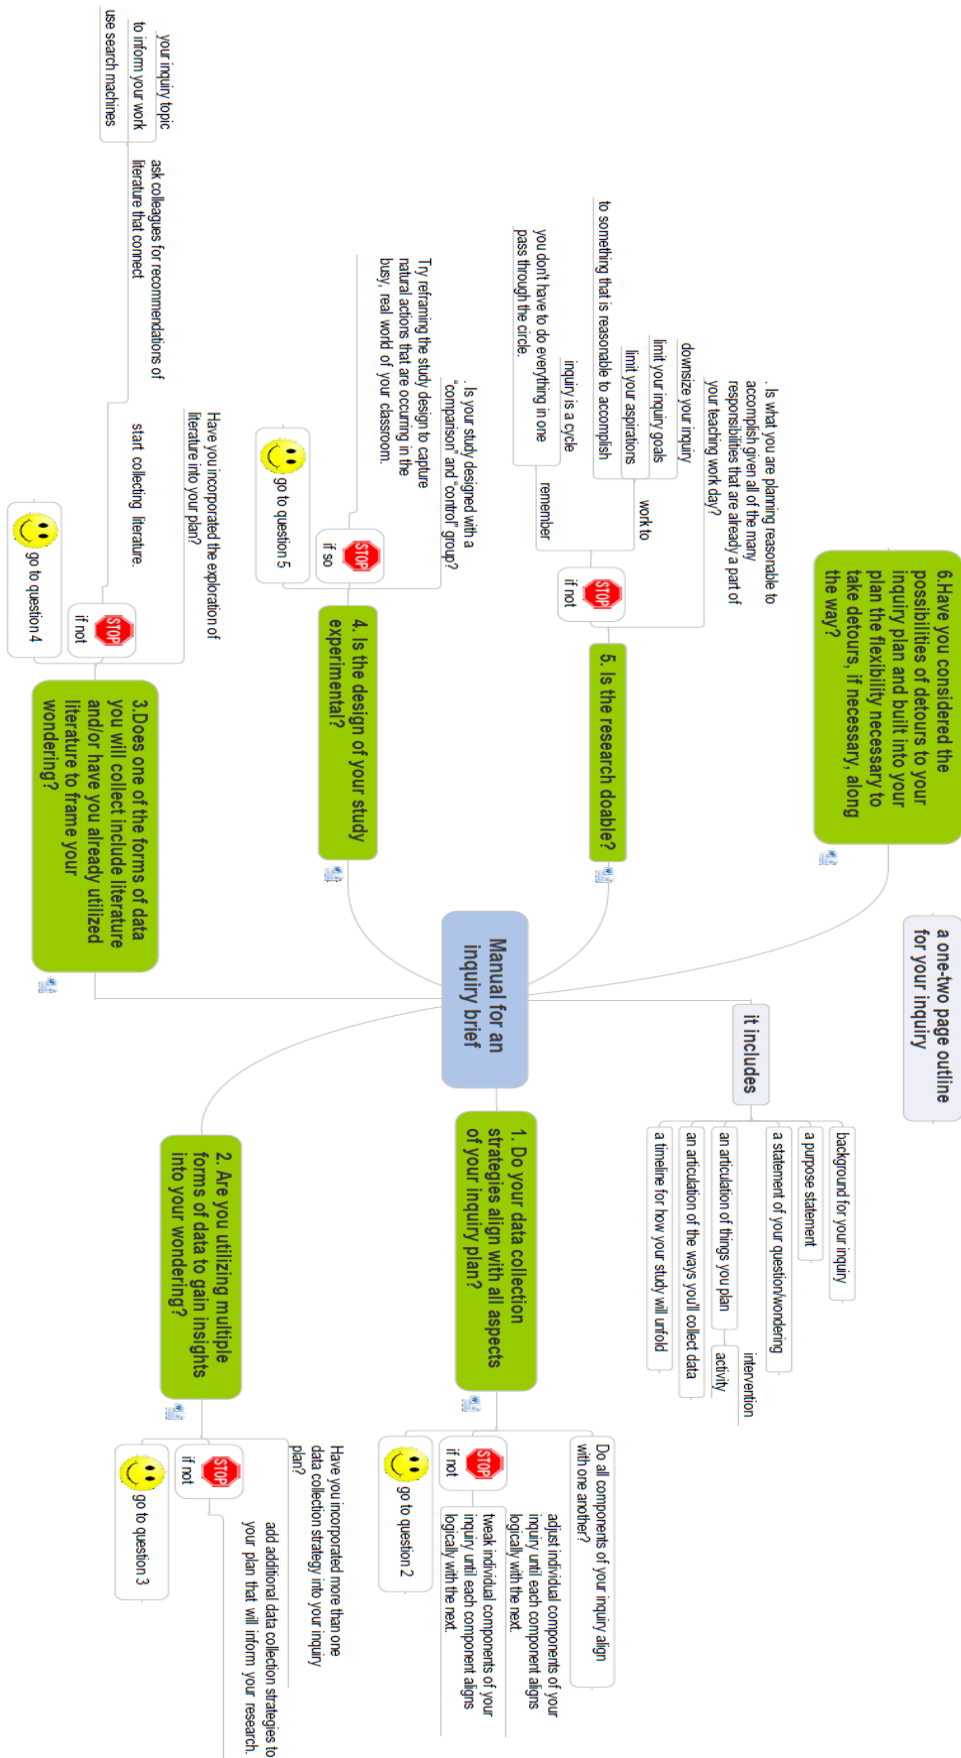 a one-two page outline
for your inquiry
Manual for an
inquiry brief
it includes
background for your inquiry
a purpose statement
a statement of your question/wondering
an articulation of things you plan
intervention
activity
an articulation of the ways you'll collect data
a timeline for how your study will unfold
1. Do your data collection
strategies align with all aspects
of your inquiry plan?
Do all components of your inquiry align
with one another?
STOP
if not
adjust individual components of your
inquiry until each component aligns
logically with the next.
tweak individual components of your
inquiry until each component aligns
logically with the next.
go to question 2
2. Are you utilizing multiple
forms of data to gain insights
into your wondering?
Have you incorporated more than one
data collection strategy into your inquiry
plan?
STOP
if not
add additional data collection strategies to
your plan that will inform your research.
go to question 3
3.Does one of the forms of data
you will collect include literature
and/or have you already utilized
literature to frame your
wondering?
Have you incorporated the exploration of
literature into your plan?
STOP
if not
start collecting literature.
ask colleagues for recommendations of
literature that connect
your inquiry topic
to inform your work
use search machines
go to question 4
4. Is the design of your study
experimental?
. Is your study designed with a
“comparison” and “control” group?
STOP
if so
Try reframing the study design to capture
natural actions that are occurring in the
busy, real world of your classroom.
go to question 5
5. Is the research doable?
. Is what you are planning reasonable to
accomplish given all of the many
responsibilities that are already a part of
your teaching work day?
STOP
if not
work to
downsize your inquiry
limit your inquiry goals
limit your aspirations
to something that is reasonable to accomplish
remember
inquiry is a cycle
you don't have to do everything in one
pass through the circle.
6.Have you considered the
possibilities of detours to your
inquiry plan and built into your
plan the flexibility necessary to
take detours, if necessary, along
the way?